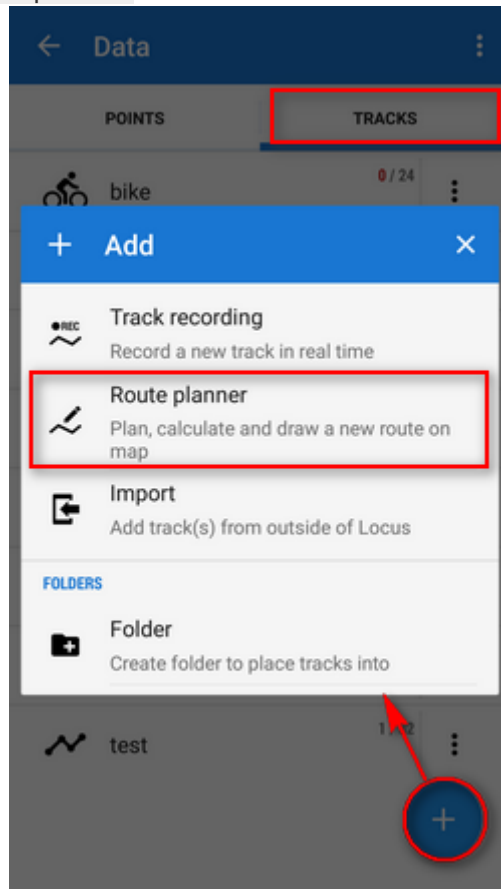 Data
POINTS
TRACKS
bike
0 / 24
Add
Track recording
Record a new track in real time
Route planner
Plan, calculate and draw a new route on
map
Import
Add track(s) from outside of Locus
FOLDERS
Folder
Create folder to place tracks into
test